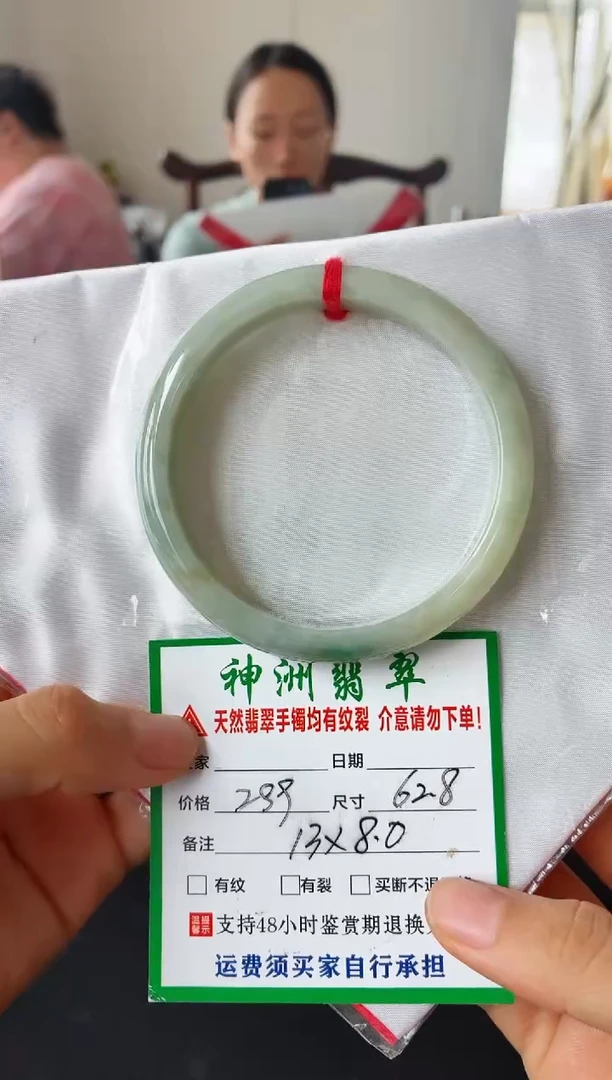 神洲翡翠
天然翡翠手镯均有纹裂 介意请勿下单!
家 日期
价格 299 尺寸 62.8
备注 13×8.0
有纹 有裂 买断不退
温馨提示 支持48小时鉴赏期退换
运费须买家自行承担